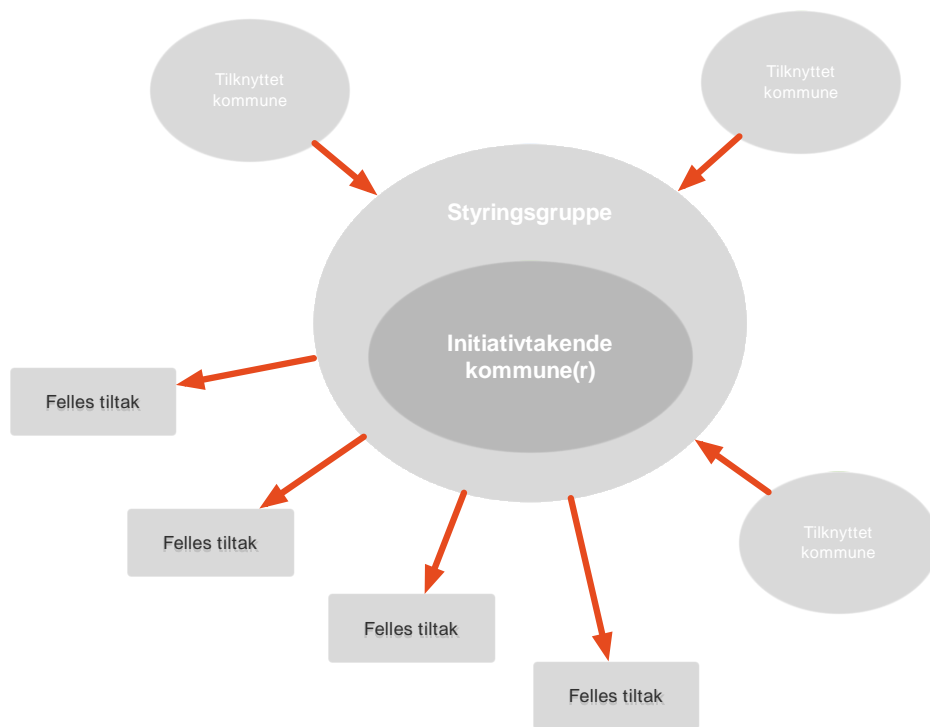 Tilknyttet
kommune
Tilknyttet
kommune
Styringsgruppe
Initiativtakende
kommune(r)
Felles tiltak
Felles tiltak
Tilknyttet
kommune
Felles tiltak
Felles tiltak